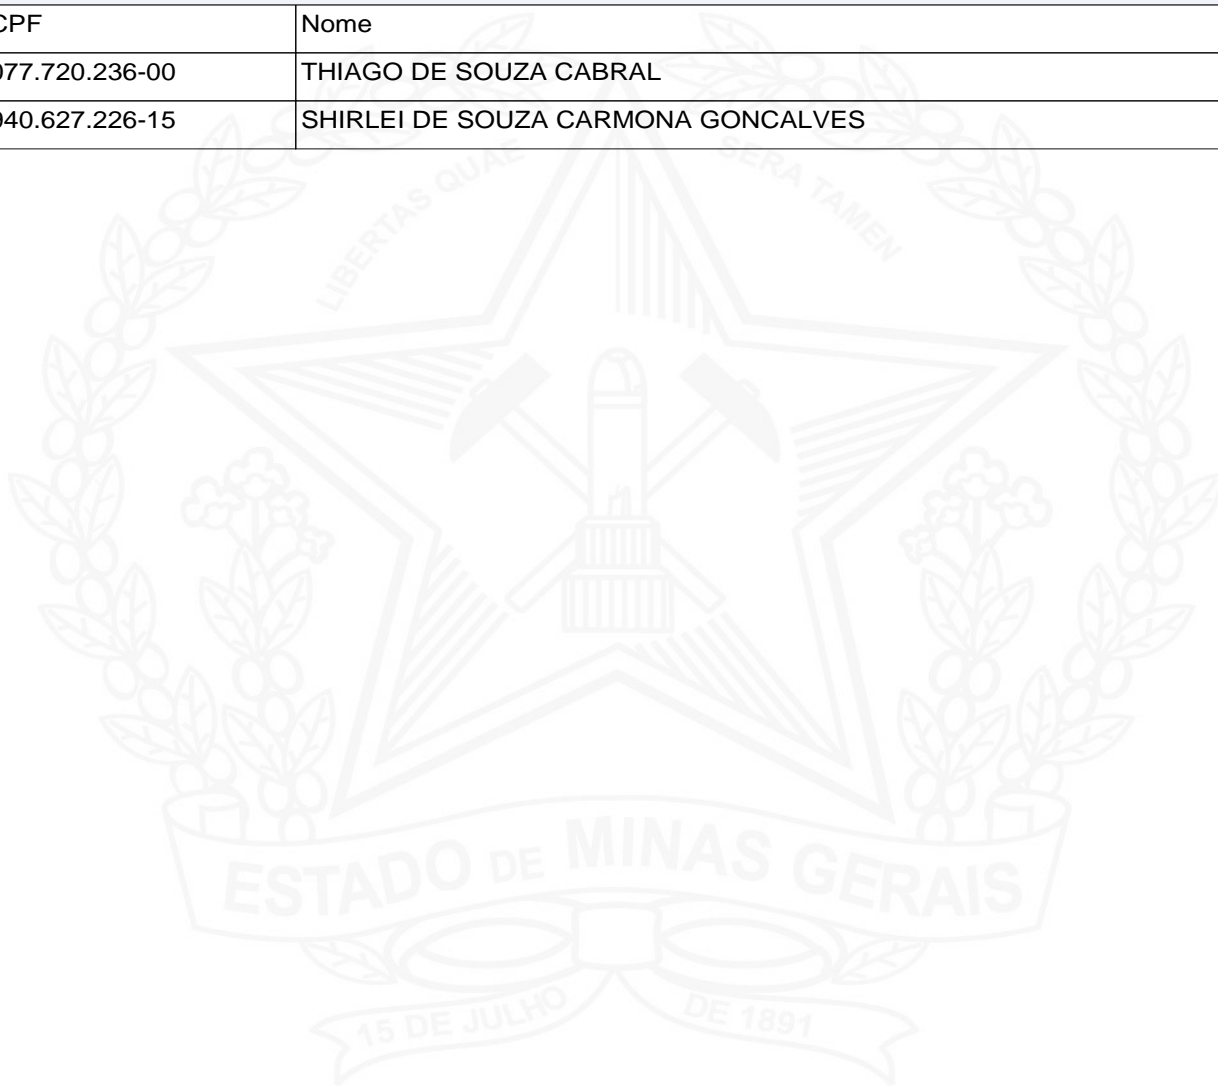 CPF Nome
077.720.236-00 THIAGO DE SOUZA CABRAL
940.627.226-15 SHIRLEI DE SOUZA CARMONA GONCALVES
LIBERTAS QUAE SERA TAMEN
ESTADO DE MINAS GERAIS
15 DE JULHO DE 1891